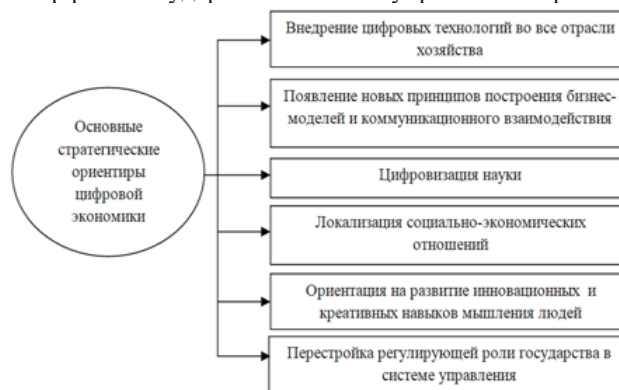 Основные
стратегические
ориентиры
цифровой
экономики
Внедрение цифровых технологий во все отрасли
хозяйства
Появление новых принципов построения бизнес-
моделей и коммуникационного взаимодействия
Цифровизация науки
Локализация социально-экономических
отношений
Ориентация на развитие инновационных и
креативных навыков мышления людей
Перестройка регулирующей роли государства в
системе управления